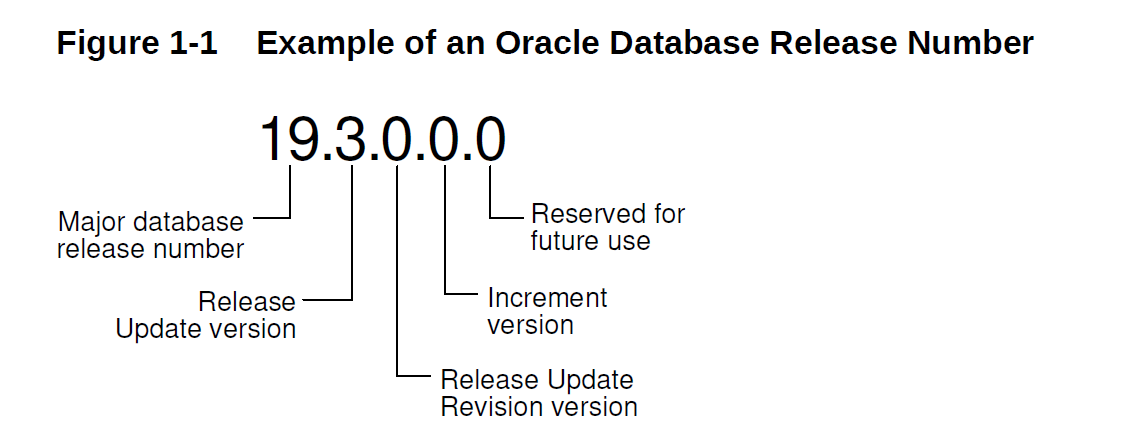 Figure 1-1 Example of an Oracle Database Release Number
19.3.0.0.0
Major database
release number
Reserved for
future use
Release
Update version
Increment
version
Release Update
Revision version